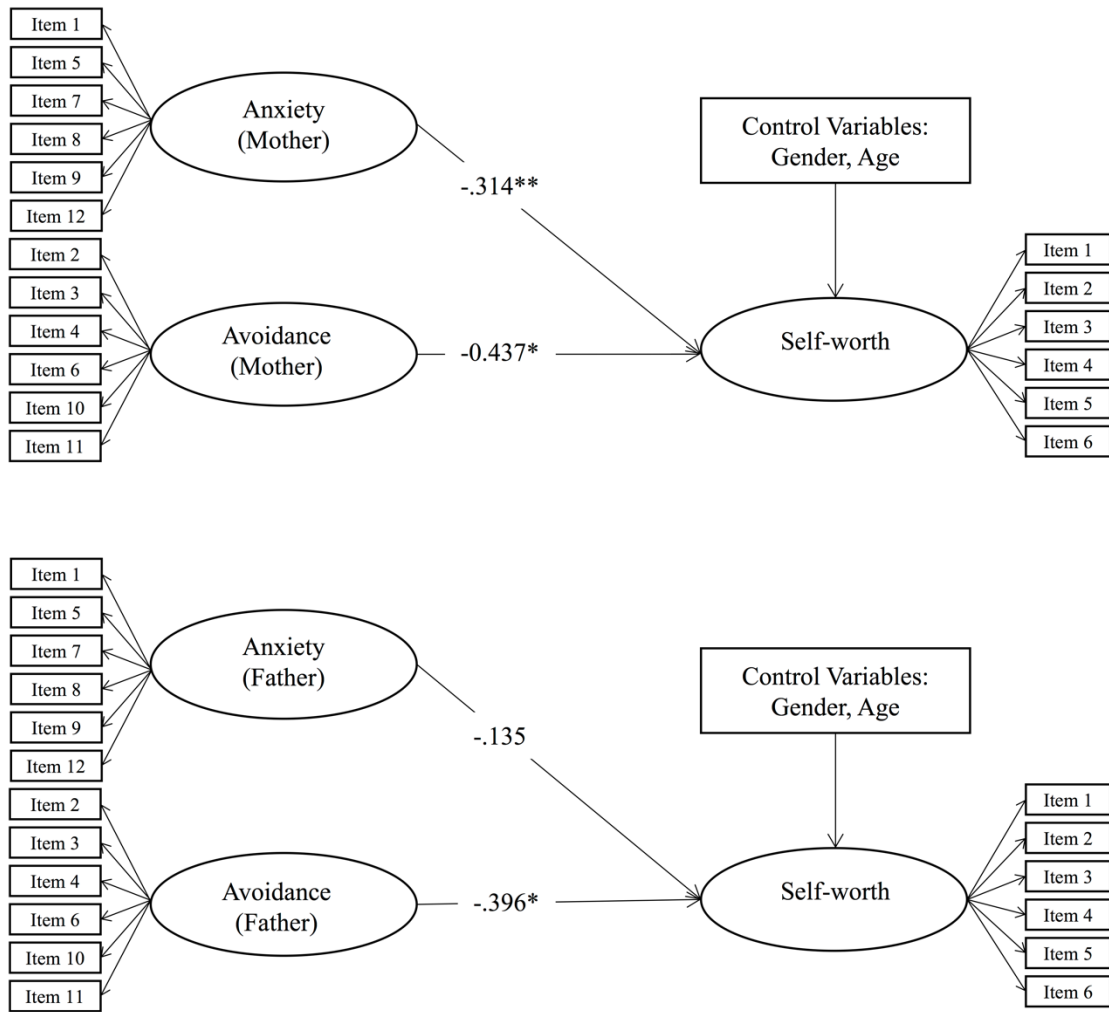 Item 1
Item 5
Item 7
Item 8
Item 9
Item 12
Item 2
Item 3
Item 4
Item 6
Item 10
Item 11
Anxiety
(Mother)
Avoidance
(Mother)
-.314**
-0.437*
Control Variables:
Gender, Age
Self-worth
Item 1
Item 2
Item 3
Item 4
Item 5
Item 6
Item 1
Item 5
Item 7
Item 8
Item 9
Item 12
Item 2
Item 3
Item 4
Item 6
Item 10
Item 11
Anxiety
(Father)
Avoidance
(Father)
-.135
-.396*
Control Variables:
Gender, Age
Self-worth
Item 1
Item 2
Item 3
Item 4
Item 5
Item 6